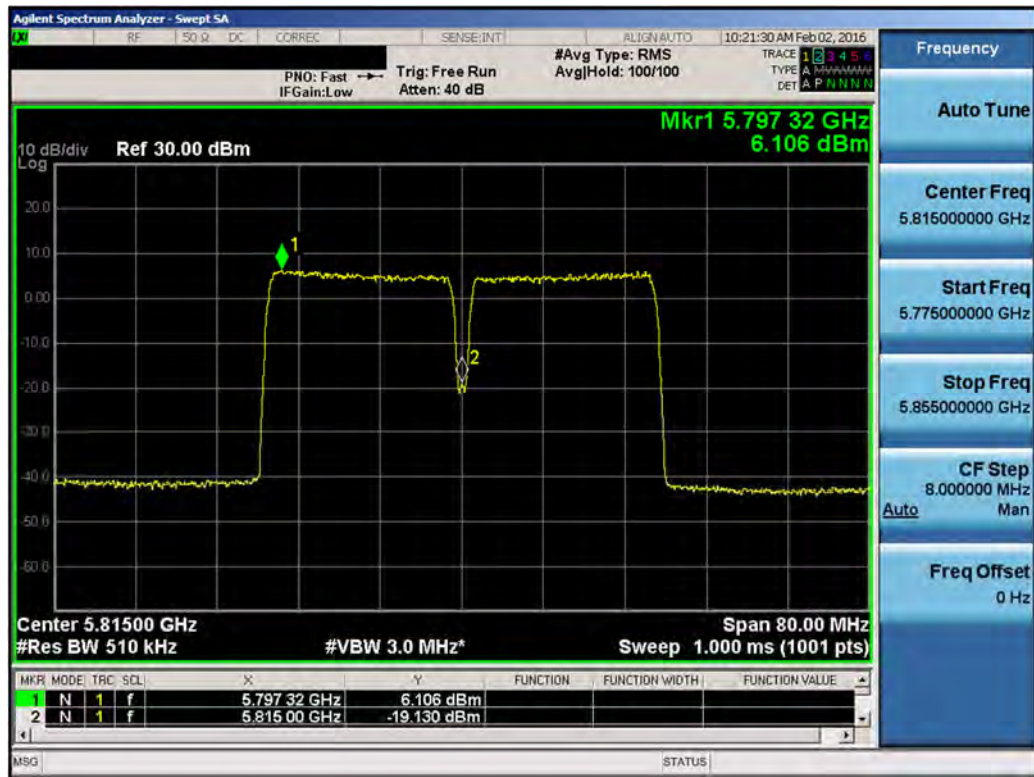 Agilent Spectrum Analyzer - Swept SA
RF 50 Ω DC CORREC SENSE:INT ALIGN AUTO 10:21:30 AM Feb 02, 2016
PNO: Fast
IFGain:Low
Trig: Free Run
Atten: 40 dB
#Avg Type: RMS
Avg|Hold: 100/100
TRACE 1 2 3 4 5 6
TYPE A
DET A P N N N N
Mkr1 5.797 32 GHz
6.106 dBm
10 dB/div Ref 30.00 dBm
Log
20.0
10.0
0.00
-10.0
-20.0
-30.0
-40.0
-50.0
-60.0
1
2
Center 5.81500 GHz Span 80.00 MHz
#Res BW 510 kHz #VBW 3.0 MHz* Sweep 1.000 ms (1001 pts)
MKR MODE TRC SCL X Y FUNCTION FUNCTION WIDTH FUNCTION VALUE
1 N 1 f 5.797 32 GHz 6.106 dBm
2 N 1 f 5.815 00 GHz -19.130 dBm
MSG STATUS
Frequency
Auto Tune
Center Freq
5.815000000 GHz
Start Freq
5.775000000 GHz
Stop Freq
5.855000000 GHz
CF Step
8.000000 MHz
Auto Man
Freq Offset
0 Hz